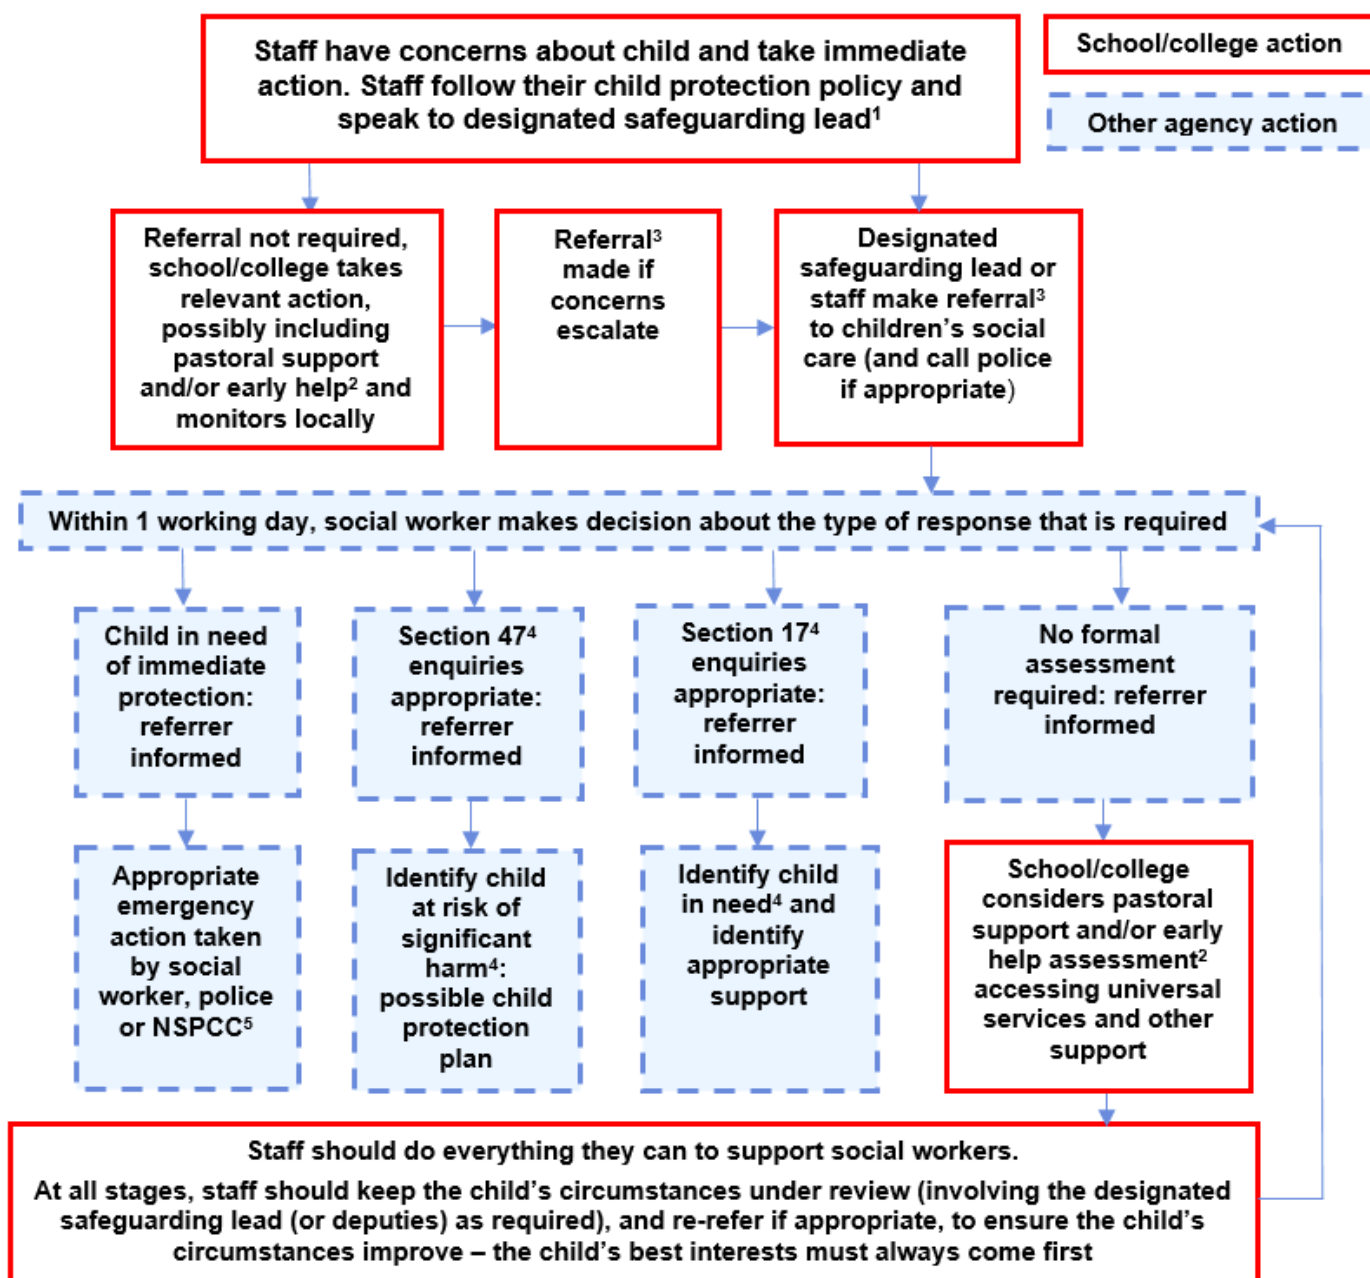 Staff have concerns about child and take immediate
action. Staff follow their child protection policy and
speak to designated safeguarding lead¹
School/college action
Other agency action
Referral not required,
school/college takes
relevant action,
possibly including
pastoral support
and/or early help² and
monitors locally
Referral³
made if
concerns
escalate
Designated
safeguarding lead or
staff make referral³
to children’s social
care (and call police
if appropriate)
Within 1 working day, social worker makes decision about the type of response that is required
Child in need
of immediate
protection:
referrer
informed
Section 47⁴
enquiries
appropriate:
referrer
informed
Section 17⁴
enquiries
appropriate:
referrer
informed
No formal
assessment
required: referrer
informed
Appropriate
emergency
action taken
by social
worker, police
or NSPCC⁵
Identify child
at risk of
significant
harm⁴:
possible child
protection
plan
Identify child
in need⁴ and
identify
appropriate
support
School/college
considers pastoral
support and/or early
help assessment²
accessing universal
services and other
support
Staff should do everything they can to support social workers.
At all stages, staff should keep the child’s circumstances under review (involving the designated
safeguarding lead (or deputies) as required), and re-refer if appropriate, to ensure the child’s
circumstances improve – the child’s best interests must always come first